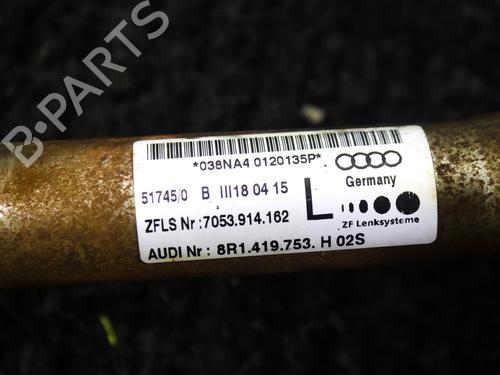 *038NA4 0120135P*
51745/0 B III18 04 15
Germany
ZFLS Nr :7053.914.162
L
ZF Lenksysteme
AUDI Nr : 8R1.419.753. H 02S
B-PARTS